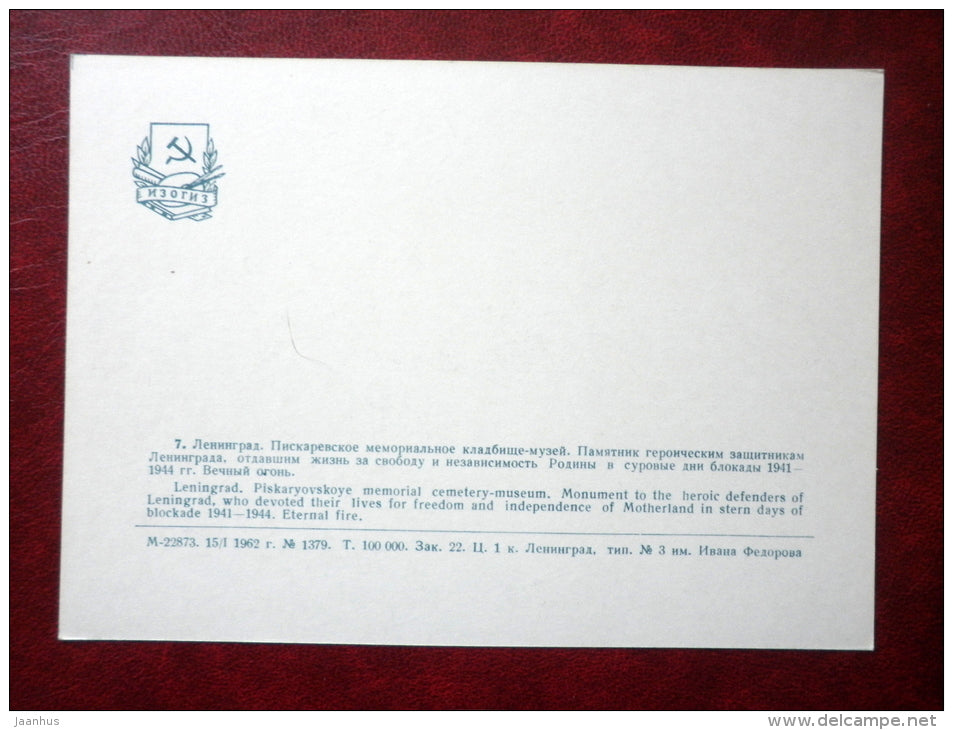 ИЗОГИЗ
7. Ленинград. Пискаревское мемориальное кладбище-музей. Памятник героическим защитникам
Ленинграда, отдавшим жизнь за свободу и независимость Родины в суровые дни блокады 1941—
1944 гг. Вечный огонь.
Leningrad. Piskaryovskoye memorial cemetery-museum. Monument to the heroic defenders of
Leningrad, who devoted their lives for freedom and independence of Motherland in stern days of
blockade 1941—1944. Eternal fire.
М-22873. 15/I 1962 г. № 1379. Т. 100 000. Зак. 22. Ц. 1 к. Ленинград, тип. № 3 им. Ивана Федорова
jaanhus
delcampe.net